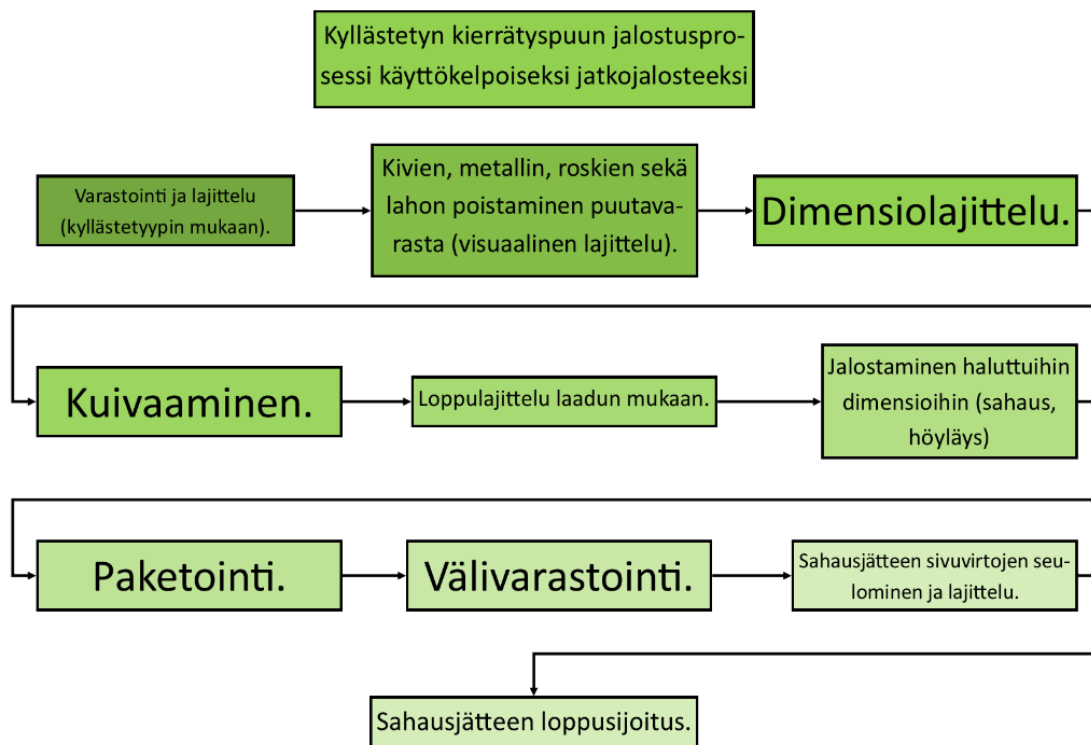 Kyllästetyn kierrätyspuun jalostuspro-
sessi käyttökelpoiseksi jatkojalosteeksi
Varastointi ja lajittelu
(kyllästetyypin mukaan).
Kivien, metallin, roskien sekä
lahon poistaminen puutava-
rasta (visuaalinen lajittelu).
Dimensiolajittelu.
Kuivaaminen.
Loppulajittelu laadun mukaan.
Jalostaminen haluttuihin
dimensioihin (sahaus,
höyläys)
Paketointi.
Välivarastointi.
Sahausjätteen sivuvirtojen seu-
lominen ja lajittelu.
Sahausjätteen loppusijoitus.